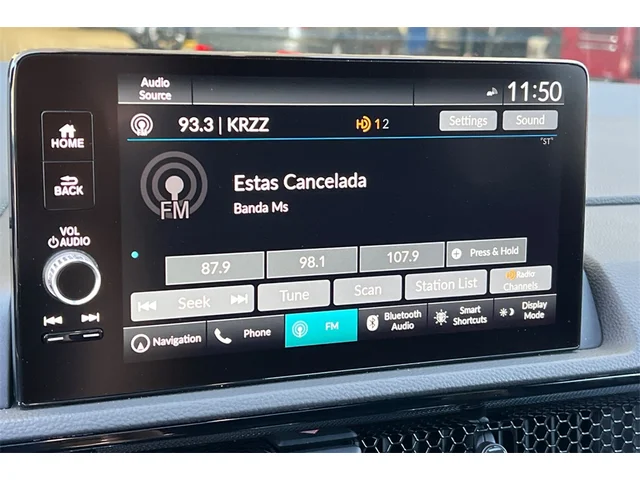 Audio
Source
11:50
93.3 | KRZZ
HD 1 2
Settings
Sound
"ST"
HOME
BACK
VOL
AUDIO
FM
Estas Cancelada
Banda Ms
87.9
98.1
107.9
Press & Hold
Seek
Tune
Scan
Station List
HD Radio
Channels
Navigation
Phone
FM
Bluetooth
Audio
Smart
Shortcuts
Display
Mode